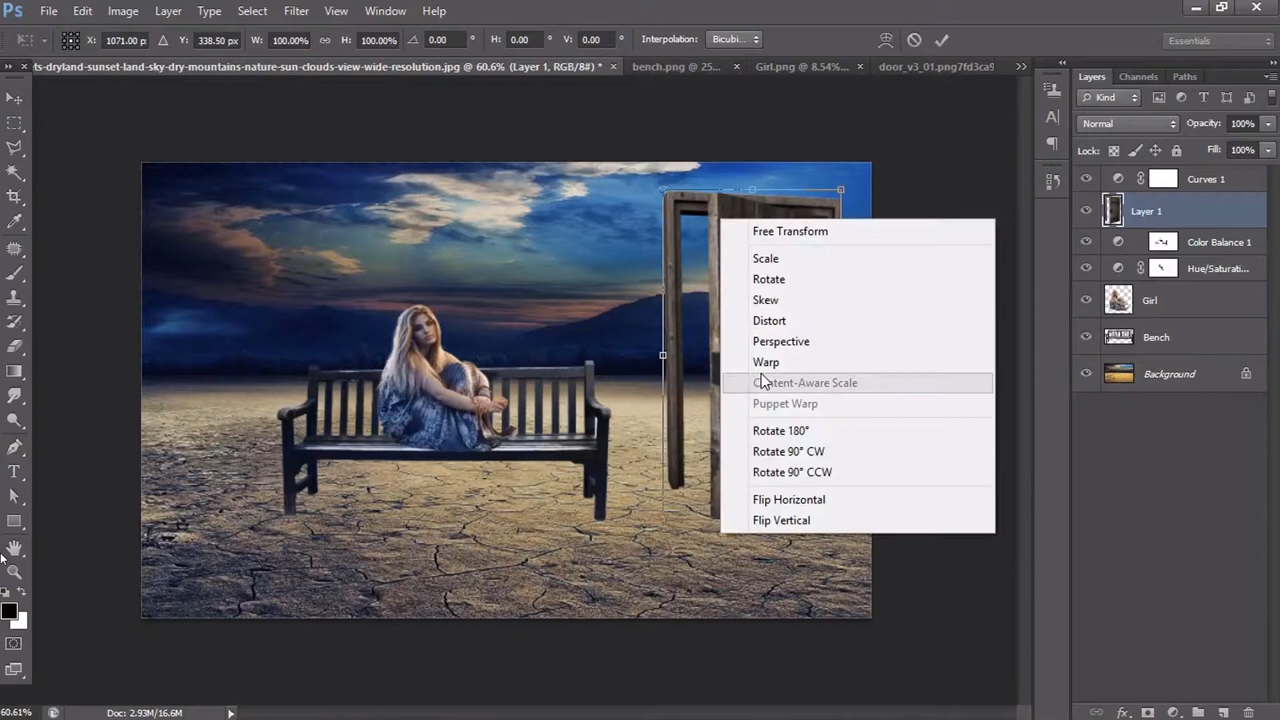 Ps File Edit Image Layer Type Select Filter View Window Help
X: 1071.00 px Y: 338.50 px W: 100.00% H: 100.00% 0.00 ° H: 0.00 ° V: 0.00 ° Interpolation: Bicubi... Essentials
ts-dryland-sunset-land-sky-dry-mountains-nature-sun-clouds-view-wide-resolution.jpg @ 60.6% (Layer 1, RGB/8#) * × bench.png @ 25... × Girl.png @ 8.54%... × door_v3_01.png7fd3ca9
Layers Channels Paths
Kind
Normal Opacity: 100%
Lock: Fill: 100%
Curves 1
Layer 1
Color Balance 1
Hue/Saturati...
Girl
Bench
Background
Free Transform
Scale
Rotate
Skew
Distort
Perspective
Warp
Content-Aware Scale
Puppet Warp
Rotate 180°
Rotate 90° CW
Rotate 90° CCW
Flip Horizontal
Flip Vertical
60.61% Doc: 2.93M/16.6M